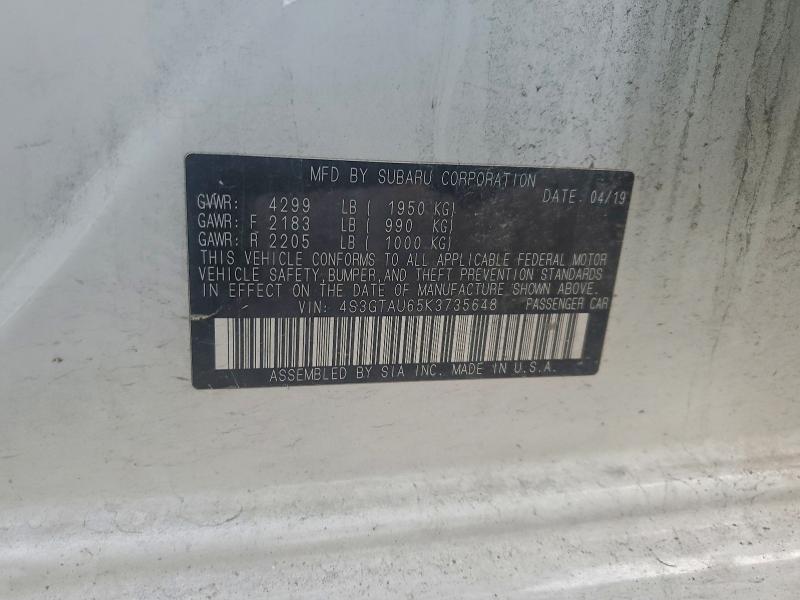 MFD BY SUBARU CORPORATION
DATE: 04/19
GVWR: 4299 LB ( 1950 KG)
GAWR: F 2183 LB ( 990 KG)
GAWR: R 2205 LB ( 1000 KG)
THIS VEHICLE CONFORMS TO ALL APPLICABLE FEDERAL MOTOR
VEHICLE SAFETY, BUMPER, AND THEFT PREVENTION STANDARDS
IN EFFECT ON THE DATE OF MANUFACTURE SHOWN ABOVE.
VIN: 4S3GTAU65K3735648 PASSENGER CAR
ASSEMBLED BY SIA INC. MADE IN U.S.A.